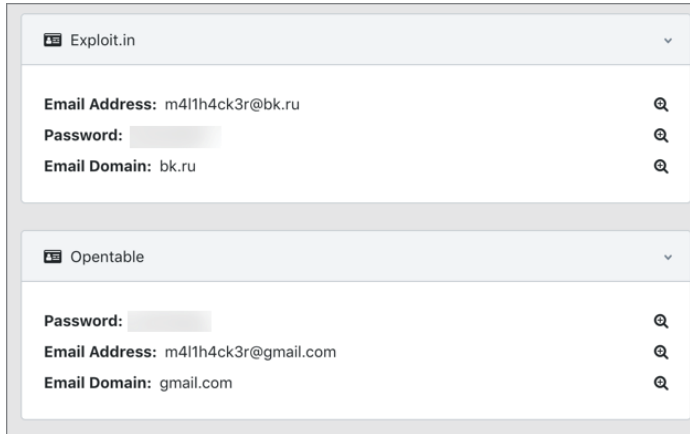 Exploit.in
Email Address: m4l1h4ck3r@bk.ru
Password:
Email Domain: bk.ru
Opentable
Password:
Email Address: m4l1h4ck3r@gmail.com
Email Domain: gmail.com